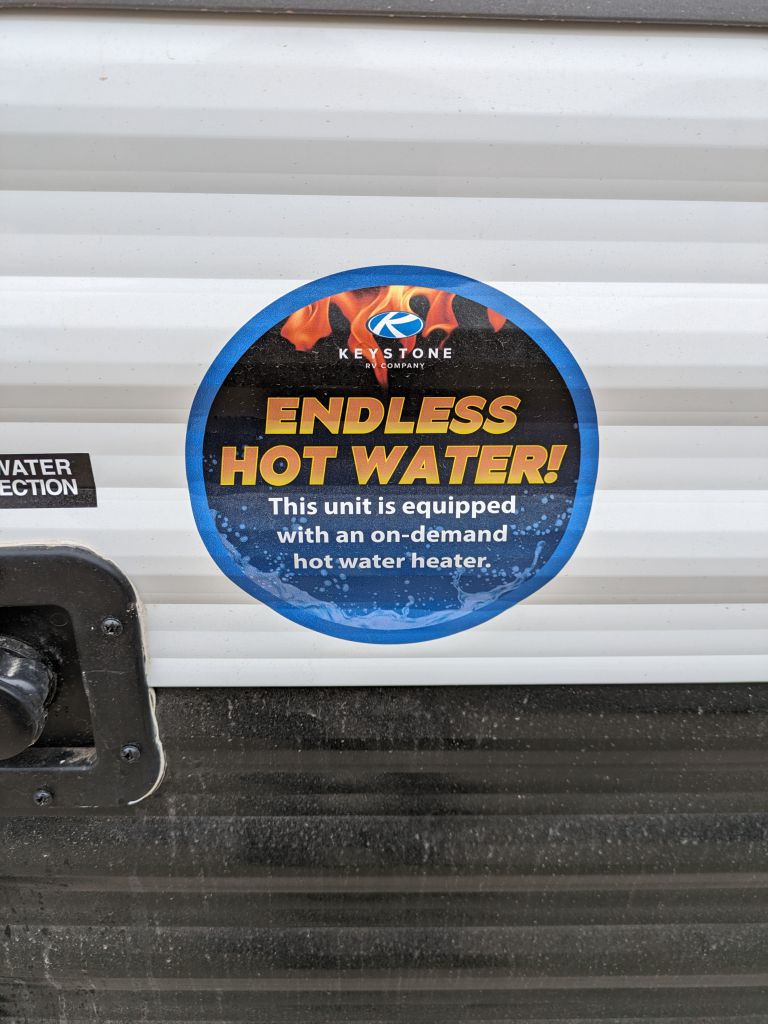 KEYSTONE
RV COMPANY
ENDLESS
HOT WATER!
This unit is equipped
with an on-demand
hot water heater.
WATER
ECTION